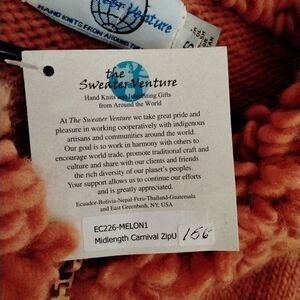 Sweater Venture
HAND KNITS FROM AROUND THE
S
the
Sweater Venture
Hand Knits and Interesting Gifts
from Around the World
At The Sweater Venture we take great pride and
pleasure in working cooperatively with indigenous
artisans and communities around the world.
Our goal is to work in harmony with others to
encourage world trade, promote traditional craft and
culture and share with our clients and friends
the rich diversity of our planet's peoples.
Your support allows us to continue our efforts
and is greatly appreciated.
Ecuador-Bolivia-Nepal-Peru-Thailand-Guatemala
and East Greenbush, NY, USA
EC226-MELON1
Midlength Carnival ZipU 156